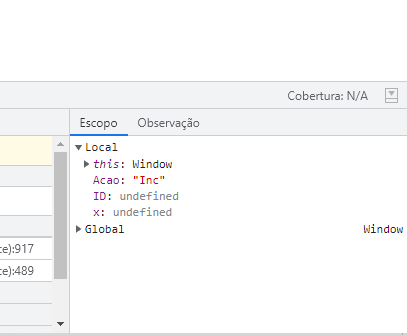 Cobertura: N/A
Escopo Observação
Local
this: Window
Acao: "Inc"
ID: undefined
x: undefined
Global Window
:e):917
:e):489